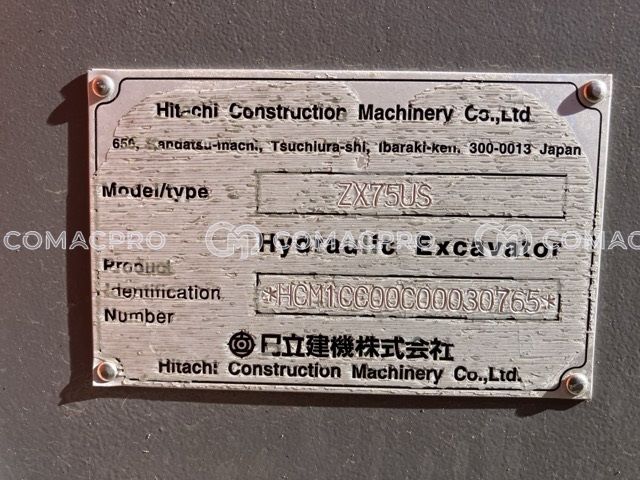 Hitachi Construction Machinery Co.,Ltd.
650, Kandatsu-machi, Tsuchiura-shi, Ibaraki-ken, 300-0013 Japan
Model/type ZX75US
Hydraulic Excavator
Product
Identification
Number
*HCM1CC00C00030765*
日立建機株式会社
Hitachi Construction Machinery Co.,Ltd.
COMACPRO COMACPRO COMACPRO